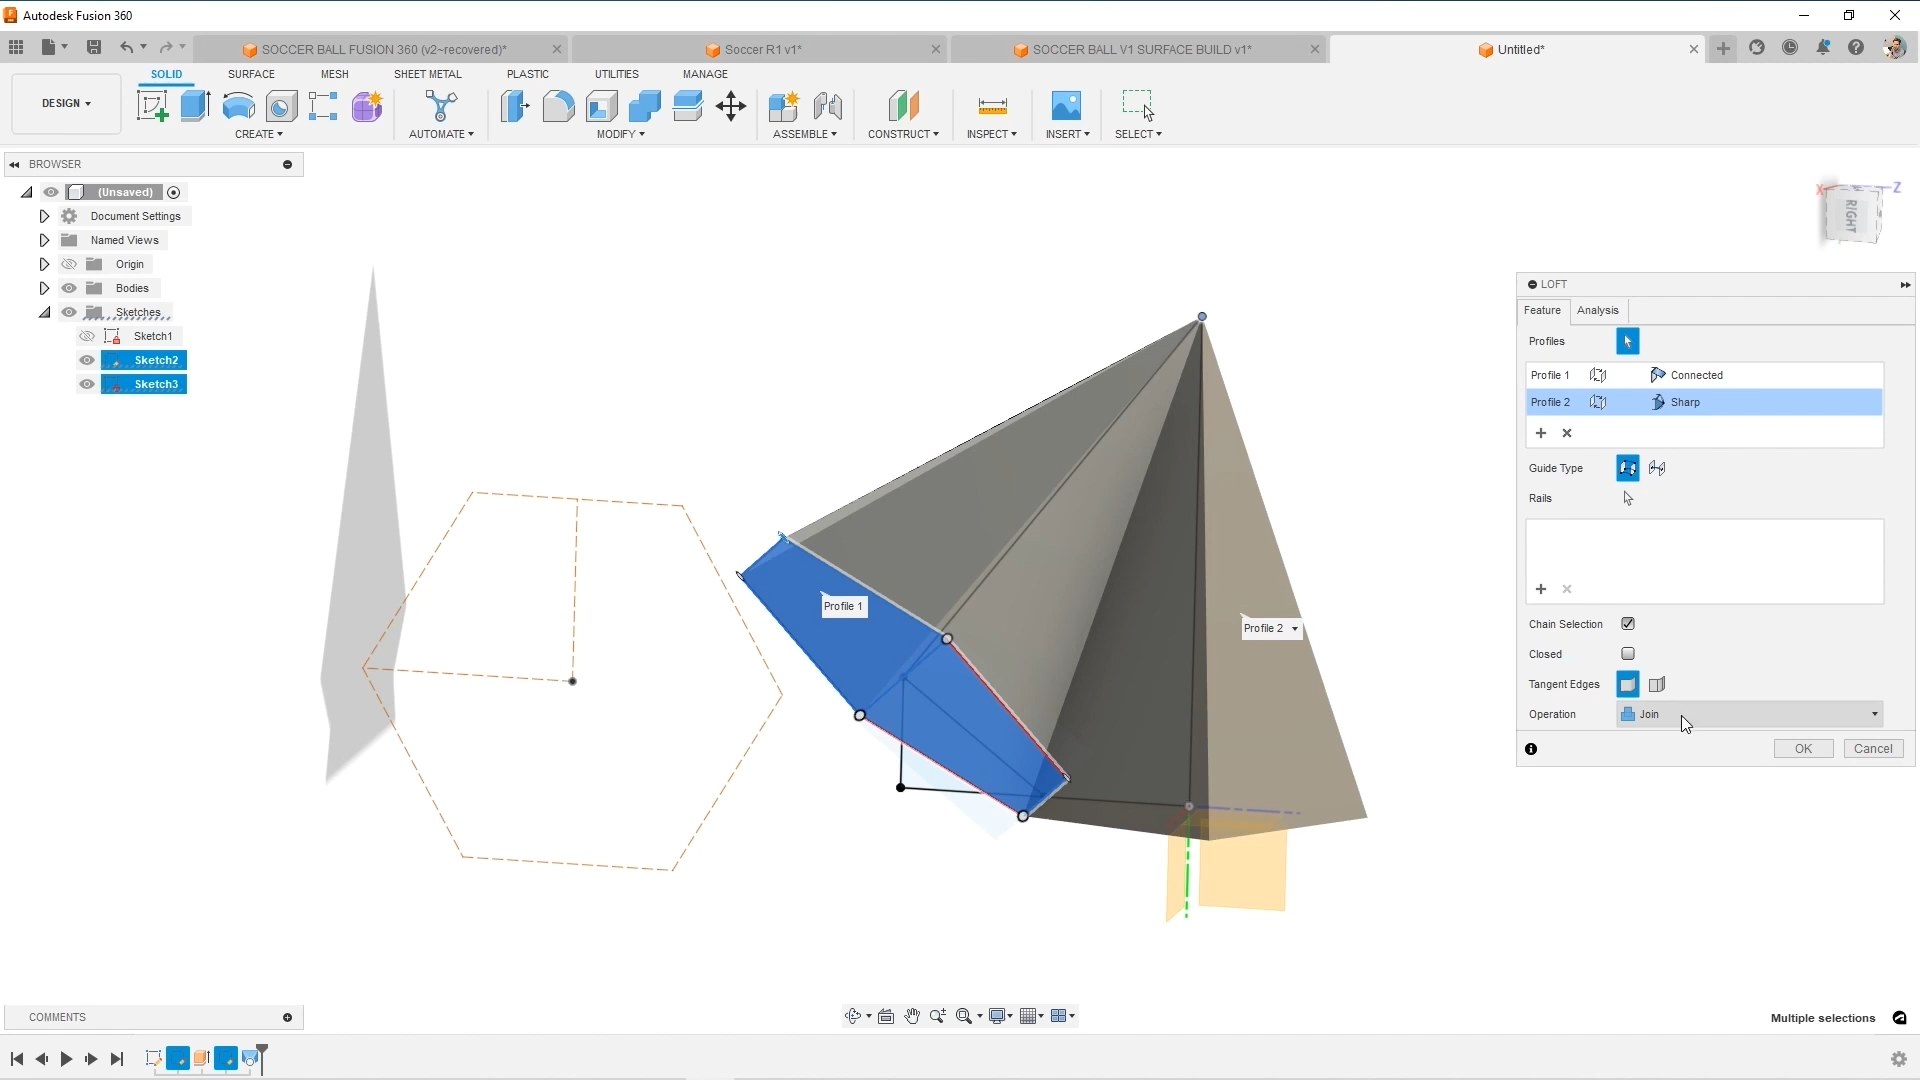 Autodesk Fusion 360
SOCCER BALL FUSION 360 (v2~recovered)*
Soccer R1 v1*
SOCCER BALL V1 SURFACE BUILD v1*
Untitled*
DESIGN
SOLID
SURFACE
MESH
SHEET METAL
PLASTIC
UTILITIES
MANAGE
CREATE
AUTOMATE
MODIFY
ASSEMBLE
CONSTRUCT
INSPECT
INSERT
SELECT
BROWSER
(Unsaved)
Document Settings
Named Views
Origin
Bodies
Sketches
Sketch1
Sketch2
Sketch3
X
Z
RIGHT
Profile 1
Profile 2
LOFT
Feature
Analysis
Profiles
Profile 1
Connected
Profile 2
Sharp
Guide Type
Rails
Chain Selection
Closed
Tangent Edges
Operation
Join
OK
Cancel
COMMENTS
Multiple selections